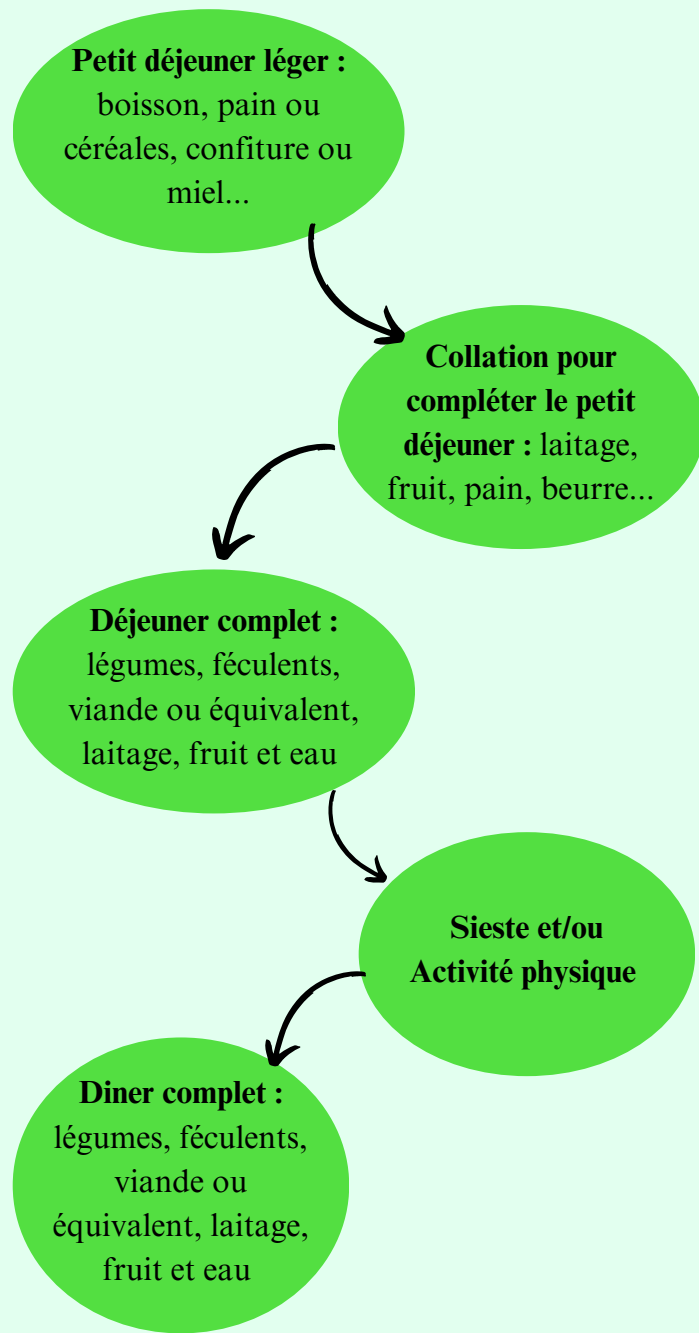 Petit déjeuner léger :
boisson, pain ou
céréales, confiture ou
miel...
Collation pour
compléter le petit
déjeuner : laitage,
fruit, pain, beurre...
Déjeuner complet :
légumes, féculents,
viande ou équivalent,
laitage, fruit et eau
Sieste et/ou
Activité physique
Diner complet :
légumes, féculents,
viande ou
équivalent, laitage,
fruit et eau